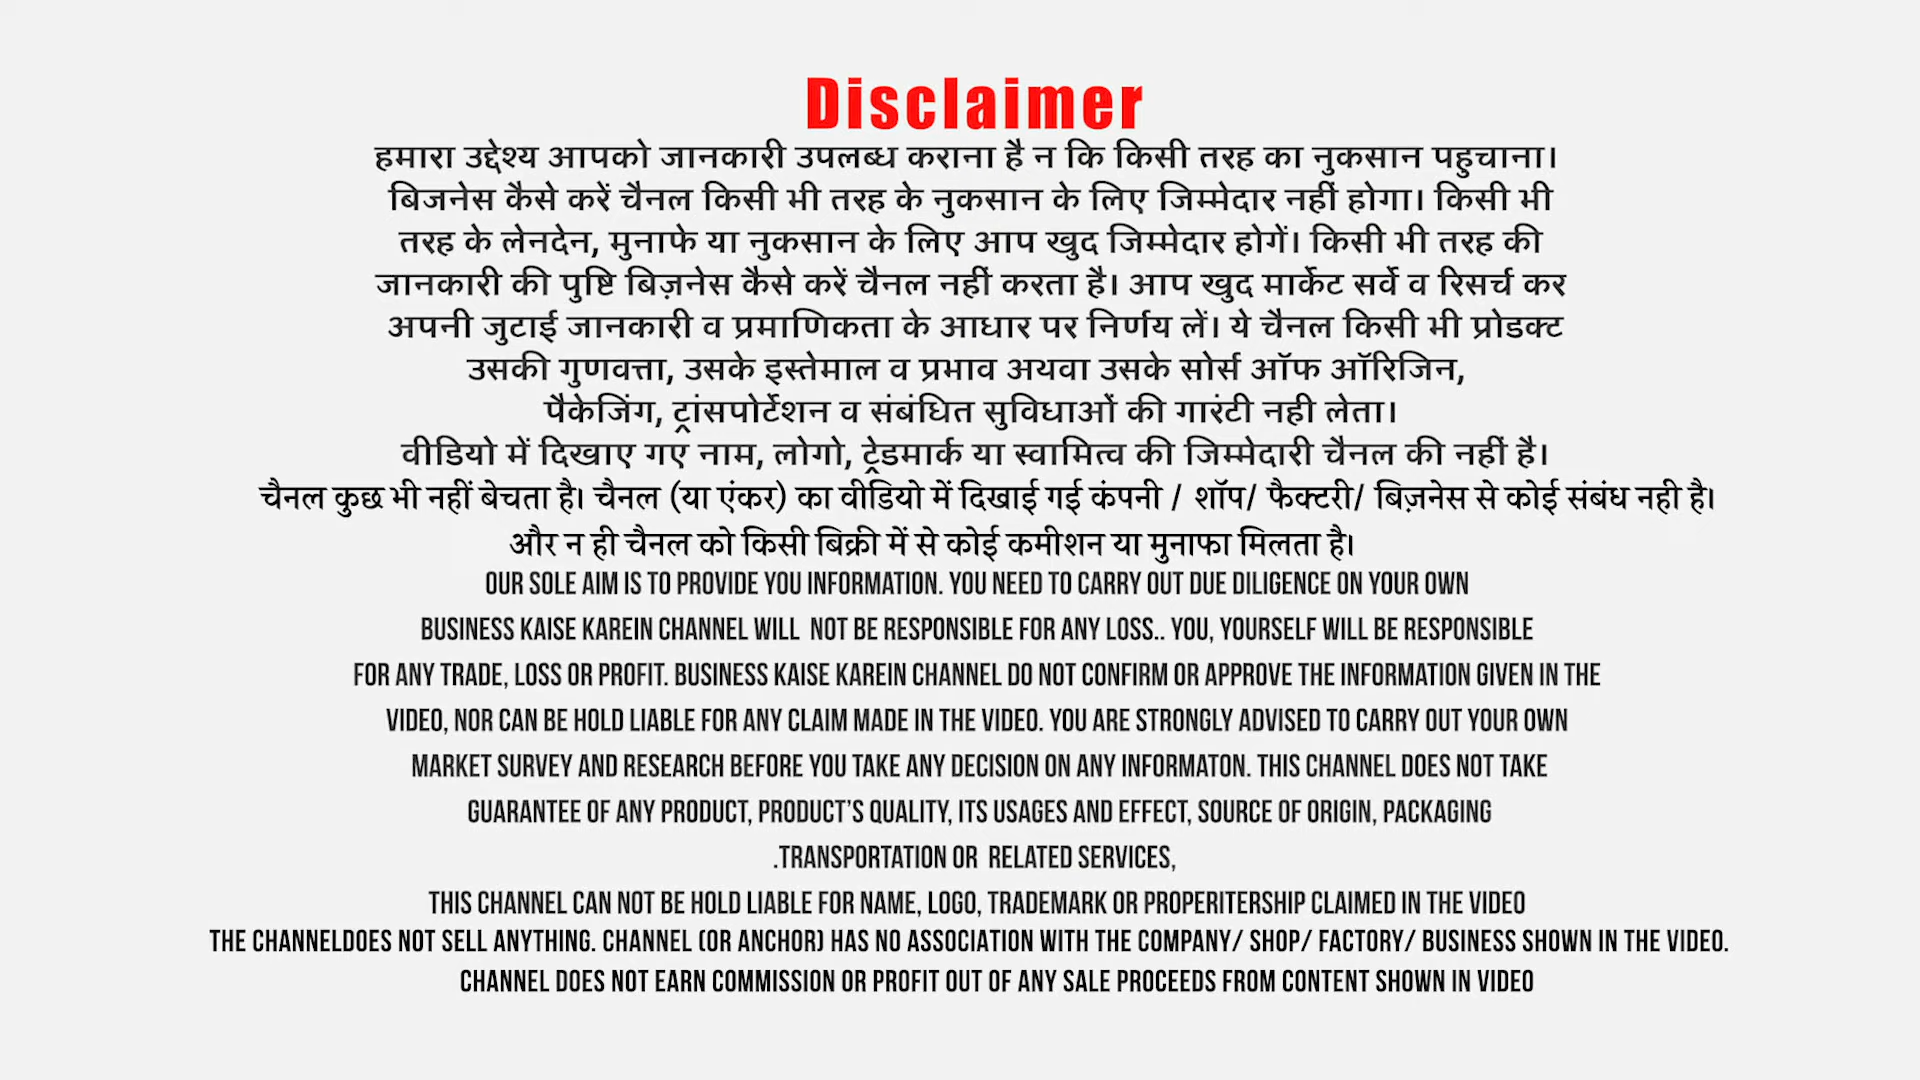 Disclaimer
हमारा उद्देश्य आपको जानकारी उपलब्ध कराना है न कि किसी तरह का नुकसान पहुचाना।
बिजनेस कैसे करें चैनल किसी भी तरह के नुकसान के लिए जिम्मेदार नहीं होगा। किसी भी
तरह के लेनदेन, मुनाफे या नुकसान के लिए आप खुद जिम्मेदार होगें। किसी भी तरह की
जानकारी की पुष्टि बिज़नेस कैसे करें चैनल नहीं करता है। आप खुद मार्केट सर्वे व रिसर्च कर
अपनी जुटाई जानकारी व प्रमाणिकता के आधार पर निर्णय लें। ये चैनल किसी भी प्रोडक्ट
उसकी गुणवत्ता, उसके इस्तेमाल व प्रभाव अथवा उसके सोर्स ऑफ ऑरिजिन,
पैकेजिंग, ट्रांसपोर्टेशन व संबंधित सुविधाओं की गारंटी नही लेता।
वीडियो में दिखाए गए नाम, लोगो, ट्रेडमार्क या स्वामित्व की जिम्मेदारी चैनल की नहीं है।
चैनल कुछ भी नहीं बेचता है। चैनल (या एंकर) का वीडियो में दिखाई गई कंपनी / शॉप/ फैक्टरी/ बिज़नेस से कोई संबंध नही है।
और न ही चैनल को किसी बिक्री में से कोई कमीशन या मुनाफा मिलता है।
OUR SOLE AIM IS TO PROVIDE YOU INFORMATION. YOU NEED TO CARRY OUT DUE DILIGENCE ON YOUR OWN
BUSINESS KAISE KAREIN CHANNEL WILL NOT BE RESPONSIBLE FOR ANY LOSS.. YOU, YOURSELF WILL BE RESPONSIBLE
FOR ANY TRADE, LOSS OR PROFIT. BUSINESS KAISE KAREIN CHANNEL DO NOT CONFIRM OR APPROVE THE INFORMATION GIVEN IN THE
VIDEO, NOR CAN BE HOLD LIABLE FOR ANY CLAIM MADE IN THE VIDEO. YOU ARE STRONGLY ADVISED TO CARRY OUT YOUR OWN
MARKET SURVEY AND RESEARCH BEFORE YOU TAKE ANY DECISION ON ANY INFORMATON. THIS CHANNEL DOES NOT TAKE
GUARANTEE OF ANY PRODUCT, PRODUCT'S QUALITY, ITS USAGES AND EFFECT, SOURCE OF ORIGIN, PACKAGING
.TRANSPORTATION OR RELATED SERVICES,
THIS CHANNEL CAN NOT BE HOLD LIABLE FOR NAME, LOGO, TRADEMARK OR PROPERITERSHIP CLAIMED IN THE VIDEO
THE CHANNELDOES NOT SELL ANYTHING. CHANNEL (OR ANCHOR) HAS NO ASSOCIATION WITH THE COMPANY/ SHOP/ FACTORY/ BUSINESS SHOWN IN THE VIDEO.
CHANNEL DOES NOT EARN COMMISSION OR PROFIT OUT OF ANY SALE PROCEEDS FROM CONTENT SHOWN IN VIDEO